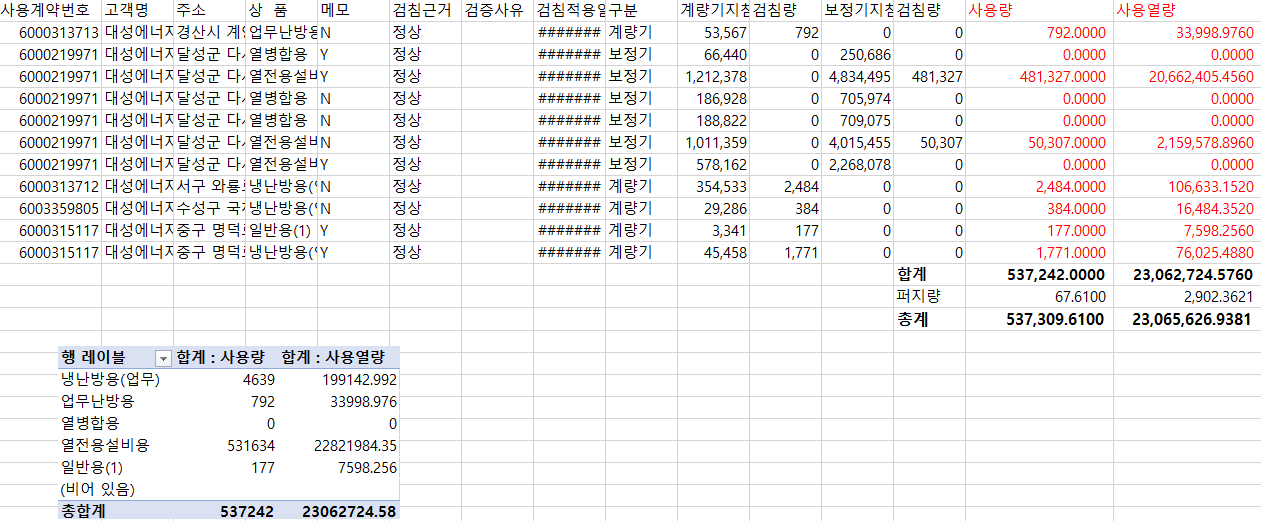 사용계약번호 고객명 주소 상 품 메모 검침근거 검증사유 검침적용일 구분 계량기지침 검침량 보정기지침 검침량 사용량 사용열량
6000313713 대성에너지 경산시 계양 업무난방용 N 정상 ####### 계량기 53,567 792 0 0 792.0000 33,998.9760
6000219971 대성에너지 달성군 다사 열병합용 Y 정상 ####### 보정기 66,440 0 250,686 0 0.0000 0.0000
6000219971 대성에너지 달성군 다사 열전용설비 Y 정상 ####### 보정기 1,212,378 0 4,834,495 481,327 481,327.0000 20,662,405.4560
6000219971 대성에너지 달성군 다사 열병합용 N 정상 ####### 보정기 186,928 0 705,974 0 0.0000 0.0000
6000219971 대성에너지 달성군 다사 열병합용 N 정상 ####### 보정기 188,822 0 709,075 0 0.0000 0.0000
6000219971 대성에너지 달성군 다사 열전용설비 N 정상 ####### 보정기 1,011,359 0 4,015,455 50,307 50,307.0000 2,159,578.8960
6000219971 대성에너지 달성군 다사 열전용설비 Y 정상 ####### 보정기 578,162 0 2,268,078 0 0.0000 0.0000
6000313712 대성에너지 서구 와룡로 냉난방용( N 정상 ####### 계량기 354,533 2,484 0 0 2,484.0000 106,633.1520
6003359805 대성에너지 수성구 국채 냉난방용( N 정상 ####### 계량기 29,286 384 0 0 384.0000 16,484.3520
6000315117 대성에너지 중구 명덕로 일반용(1) Y 정상 ####### 계량기 3,341 177 0 0 177.0000 7,598.2560
6000315117 대성에너지 중구 명덕로 냉난방용( Y 정상 ####### 계량기 45,458 1,771 0 0 1,771.0000 76,025.4880
합계 537,242.0000 23,062,724.5760
퍼지량 67.6100 2,902.3621
총계 537,309.6100 23,065,626.9381
행 레이블 합계 : 사용량 합계 : 사용열량
냉난방용(업무) 4639 199142.992
업무난방용 792 33998.976
열병합용 0 0
열전용설비용 531634 22821984.35
일반용(1) 177 7598.256
(비어 있음)
총합계 537242 23062724.58